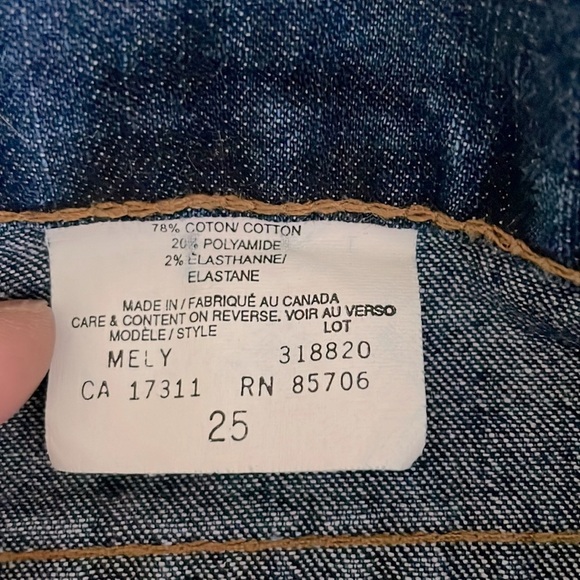 78% COTON/ COTTON
20% POLYAMIDE
2% ÉLASTHANNE/
ELASTANE
MADE IN / FABRIQUÉ AU CANADA
CARE & CONTENT ON REVERSE. VOIR AU VERSO
MODÈLE / STYLE LOT
MELY 318820
CA 17311 RN 85706
25